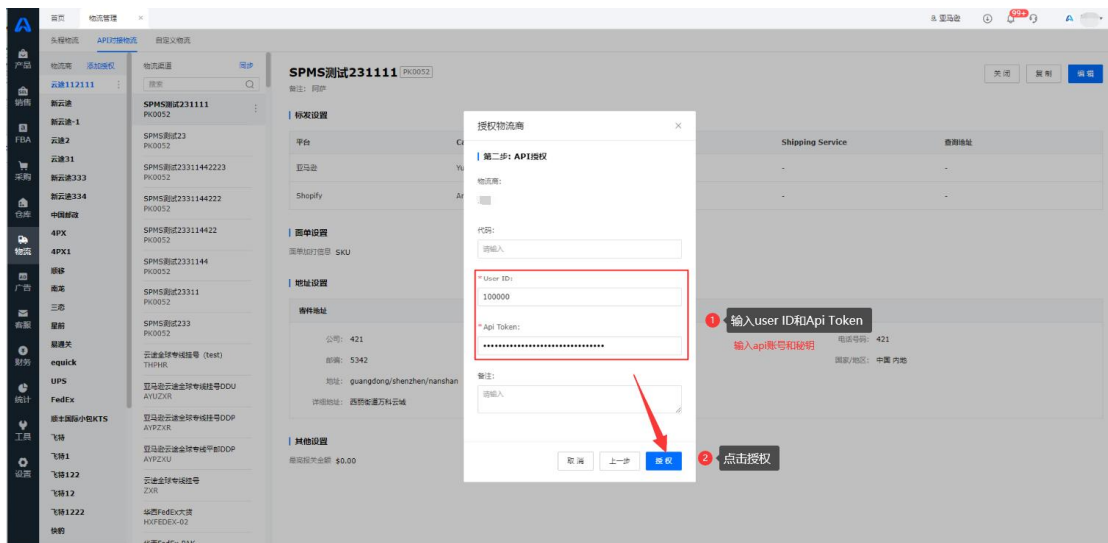 首页 物流管理 ×
亚马逊
99+
头程物流 API对接物流 自定义物流
产品
销售
FBA
采购
仓库
物流
广告
客服
财务
统计
工具
设置
物流商 添加授权
云途112111
新云途
新云途-1
云途2
云途31
新云途333
新云途334
中国邮政
4PX
4PX1
顺移
南龙
三态
星前
易通关
equick
UPS
FedEx
顺丰国际小包KTS
飞特
飞特1
飞特122
飞特12
飞特1222
快豹
物流渠道 同步
搜索
SPMS测试231111
PK0052
SPMS测试23
PK0052
SPMS测试23311442223
PK0052
SPMS测试2331144222
PK0052
SPMS测试233114422
PK0052
SPMS测试2331144
PK0052
SPMS测试23311
PK0052
SPMS测试233
PK0052
云途全球专线挂号 (test)
THPHR
亚马逊云途全球专线挂号DDU
AYUZXR
亚马逊云途全球专线挂号DDP
AYPZXR
亚马逊云途全球专线平邮DDP
AYPZXU
云途全球专线挂号
ZXR
华西FedEx大货
HXFEDEX-02
SPMS测试231111 PK0052
关闭 复制 编辑
标发设置
平台 Ca Shipping Service 查询地址
亚马逊 Yu - -
Shopify An - -
面单设置
面单加打信息 SKU
地址设置
寄件地址
公司: 421 电话号码: 421
邮编: 5342 国家/地区: 中国 内地
地址: guangdong/shenzhen/nanshan
详细地址: 西丽街道万科云城
其他设置
最高报关金额 $0.00
授权物流商 ×
第二步: API授权
物流商:
代码:
请输入
* User ID:
100000
* Api Token:
备注:
请输入
取消 上一步 授权
1 输入user ID和Api Token
输入api账号和秘钥
2 点击授权